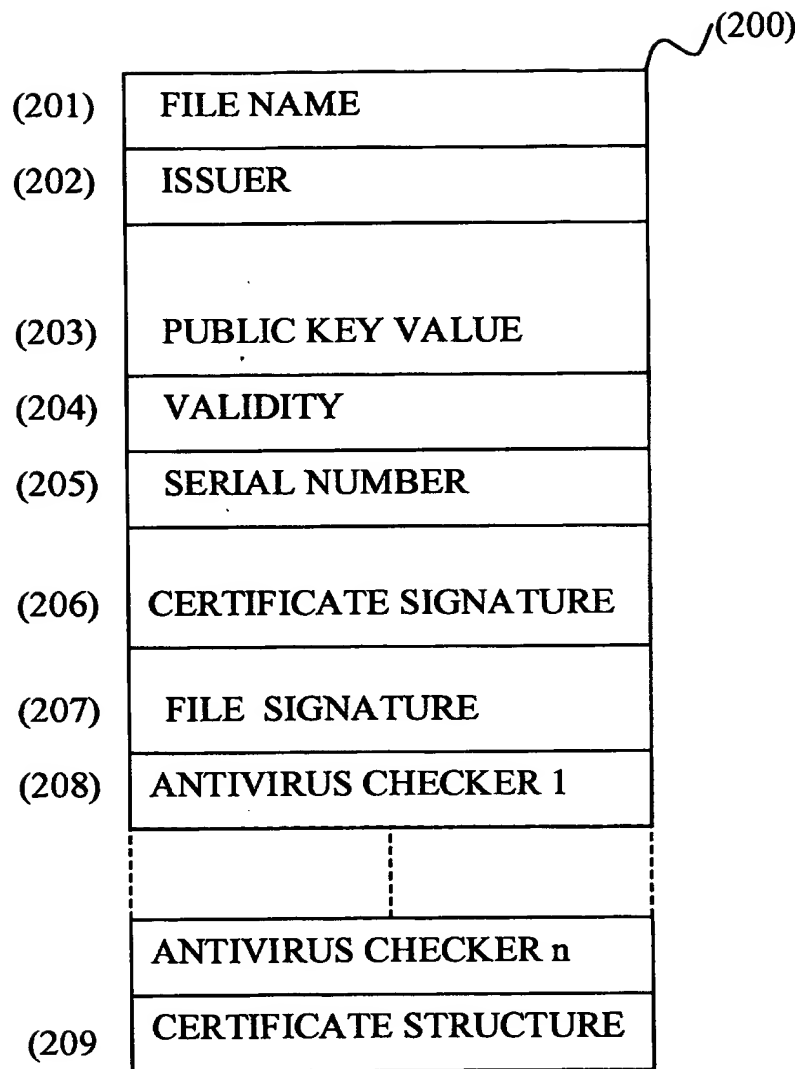 (200)
(201) FILE NAME
(202) ISSUER
(203) PUBLIC KEY VALUE
(204) VALIDITY
(205) SERIAL NUMBER
(206) CERTIFICATE SIGNATURE
(207) FILE SIGNATURE
(208) ANTIVIRUS CHECKER 1
ANTIVIRUS CHECKER n
(209 CERTIFICATE STRUCTURE